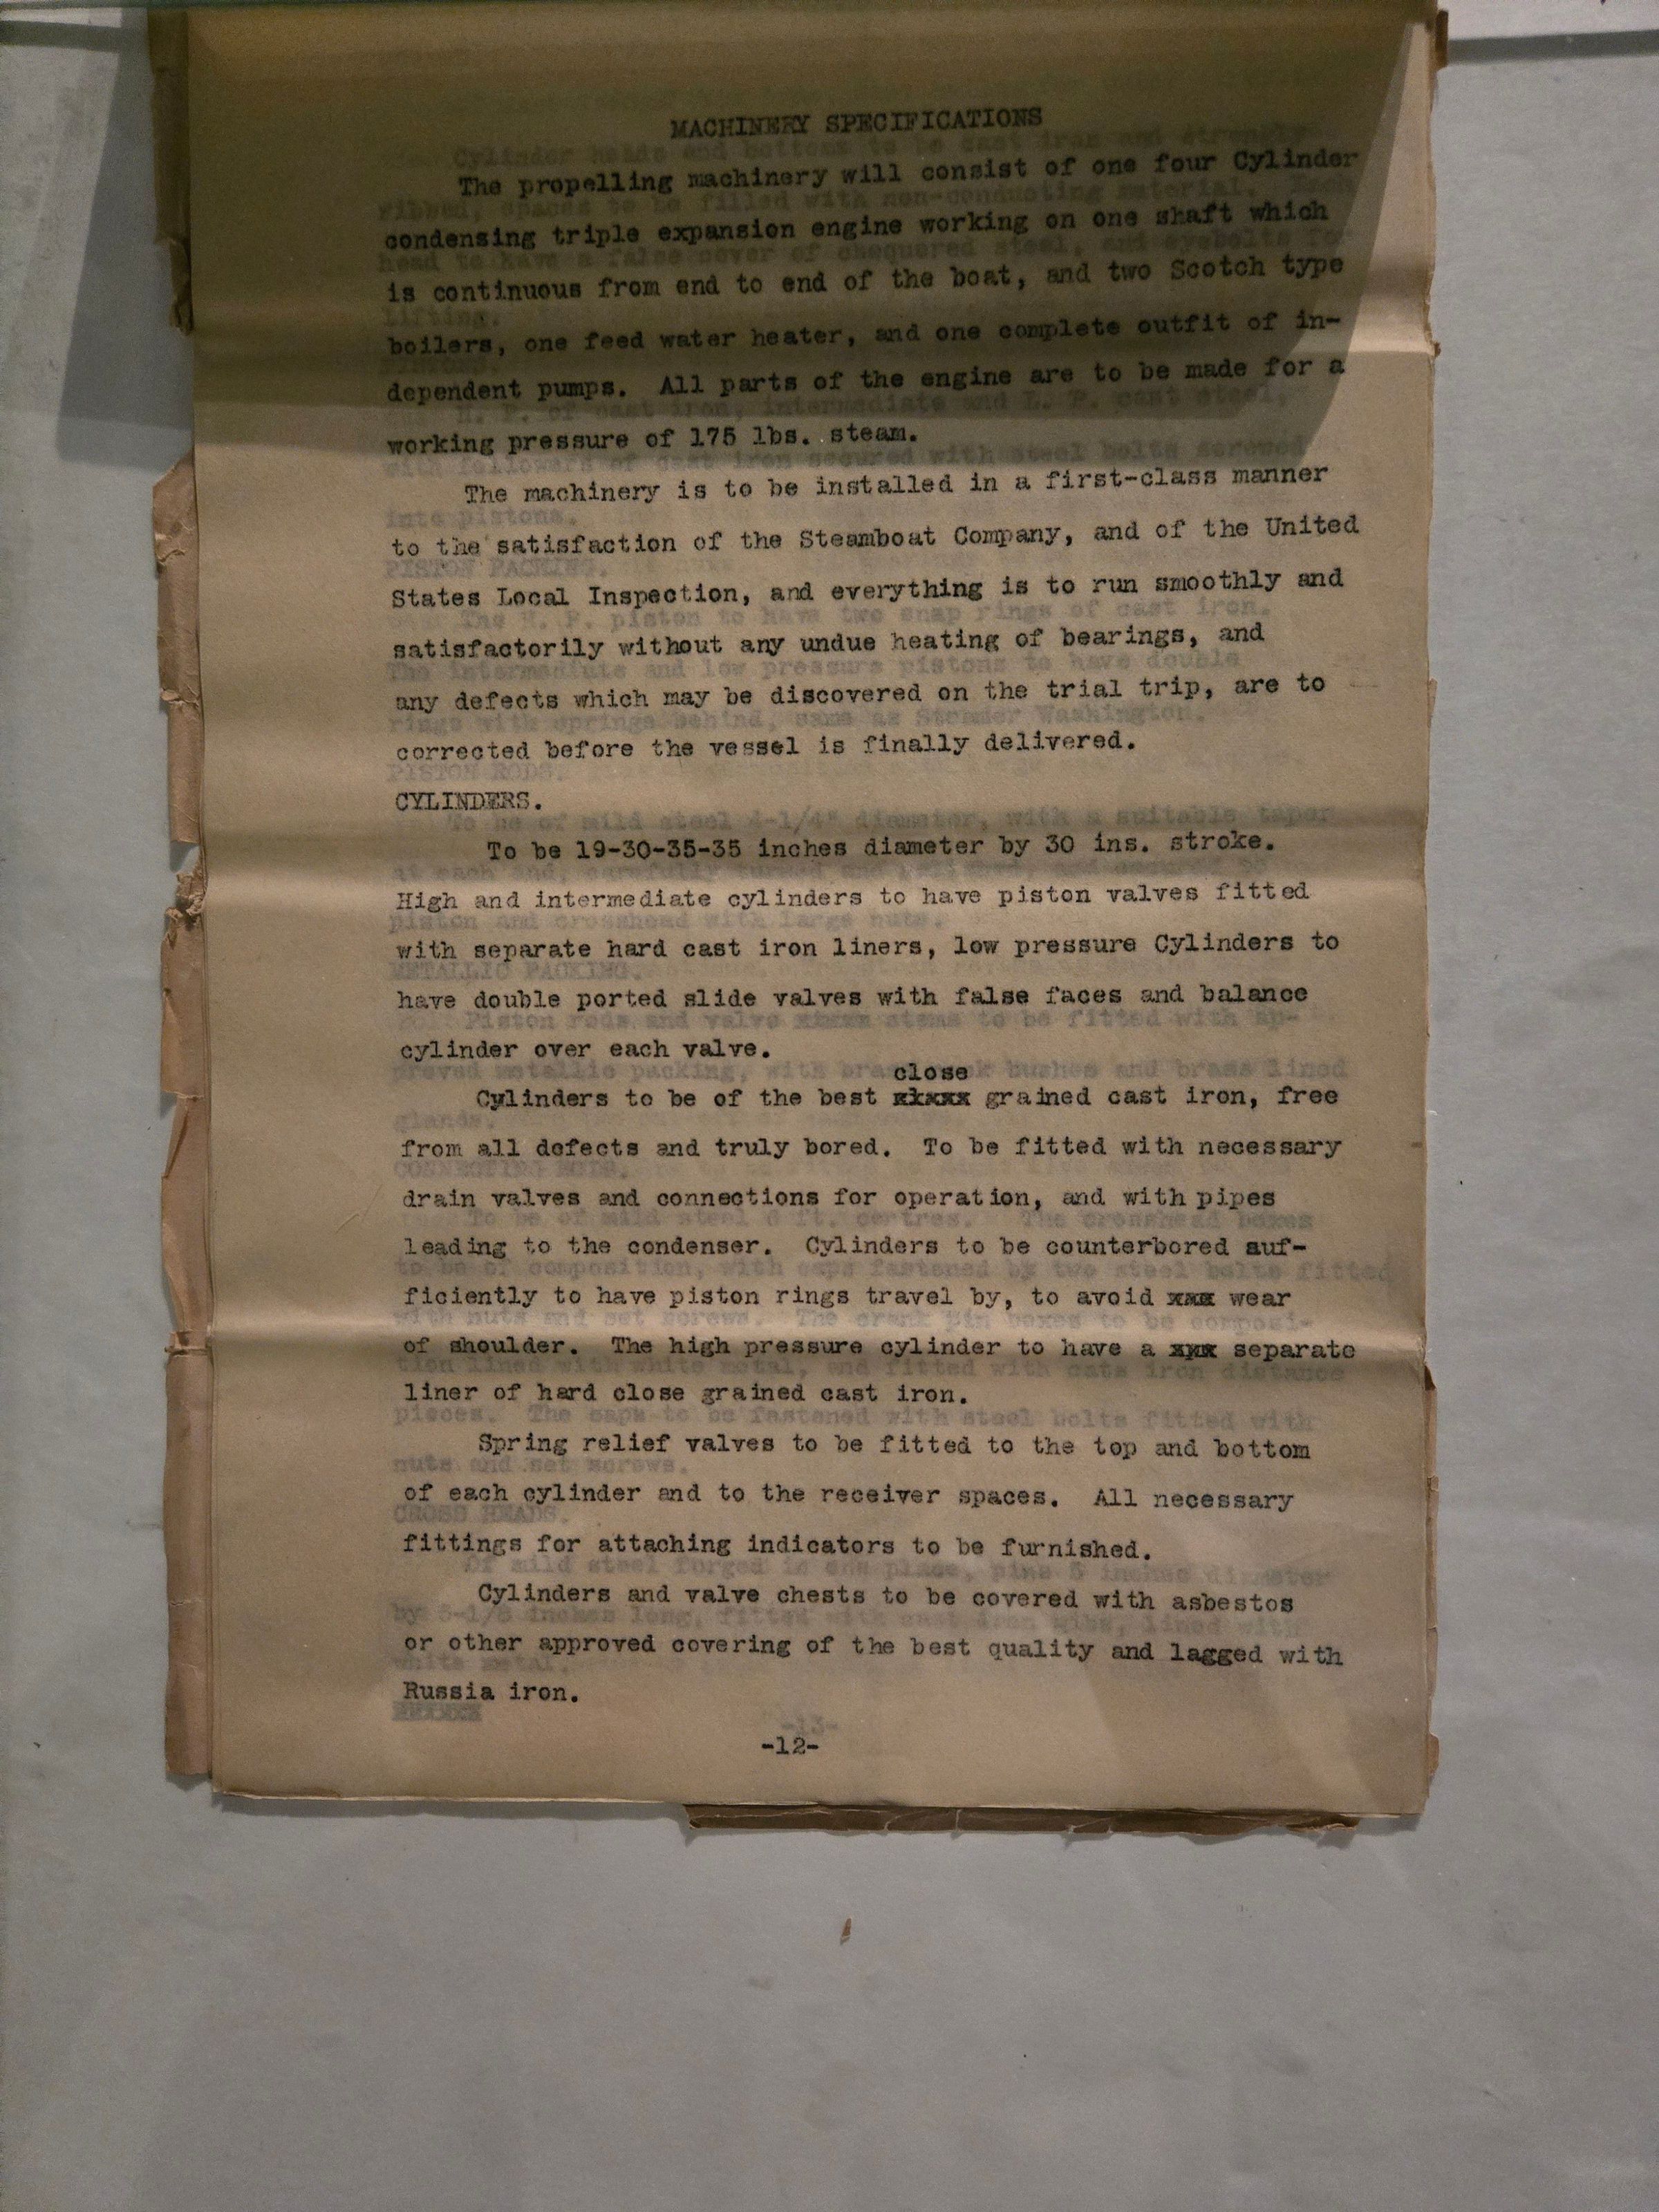 MACHINERY SPECIFICATIONS
The propelling machinery will consist of one four Cylinder
condensing triple expansion engine working on one shaft which
is continuous from end to end of the boat, and two Scotch type
boilers, one feed water heater, and one complete outfit of in-
dependent pumps. All parts of the engine are to be made for a
working pressure of 175 lbs. steam.
The machinery is to be installed in a first-class manner
to the satisfaction of the Steamboat Company, and of the United
States Local Inspection, and everything is to run smoothly and
satisfactorily without any undue heating of bearings, and
any defects which may be discovered on the trial trip, are to
corrected before the vessel is finally delivered.
CYLINDERS.
To be 19-30-35-35 inches diameter by 30 ins. stroke.
High and intermediate cylinders to have piston valves fitted
with separate hard cast iron liners, low pressure Cylinders to
have double ported slide valves with false faces and balance
cylinder over each valve.
close
Cylinders to be of the best xxxxx grained cast iron, free
from all defects and truly bored. To be fitted with necessary
drain valves and connections for operation, and with pipes
leading to the condenser. Cylinders to be counterbored suf-
ficiently to have piston rings travel by, to avoid xxx wear
of shoulder. The high pressure cylinder to have a xxx separate
liner of hard close grained cast iron.
Spring relief valves to be fitted to the top and bottom
of each cylinder and to the receiver spaces. All necessary
fittings for attaching indicators to be furnished.
Cylinders and valve chests to be covered with asbestos
or other approved covering of the best quality and lagged with
Russia iron.
-12-